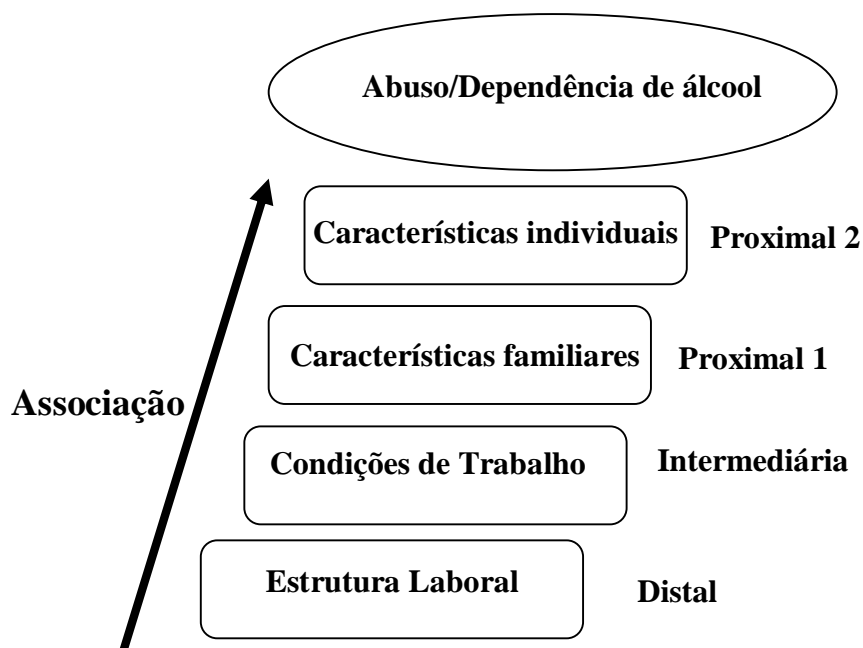 Abuso/Dependência de álcool
Características individuais
Proximal 2
Características familiares
Proximal 1
Associação
Condições de Trabalho
Intermediária
Estrutura Laboral
Distal